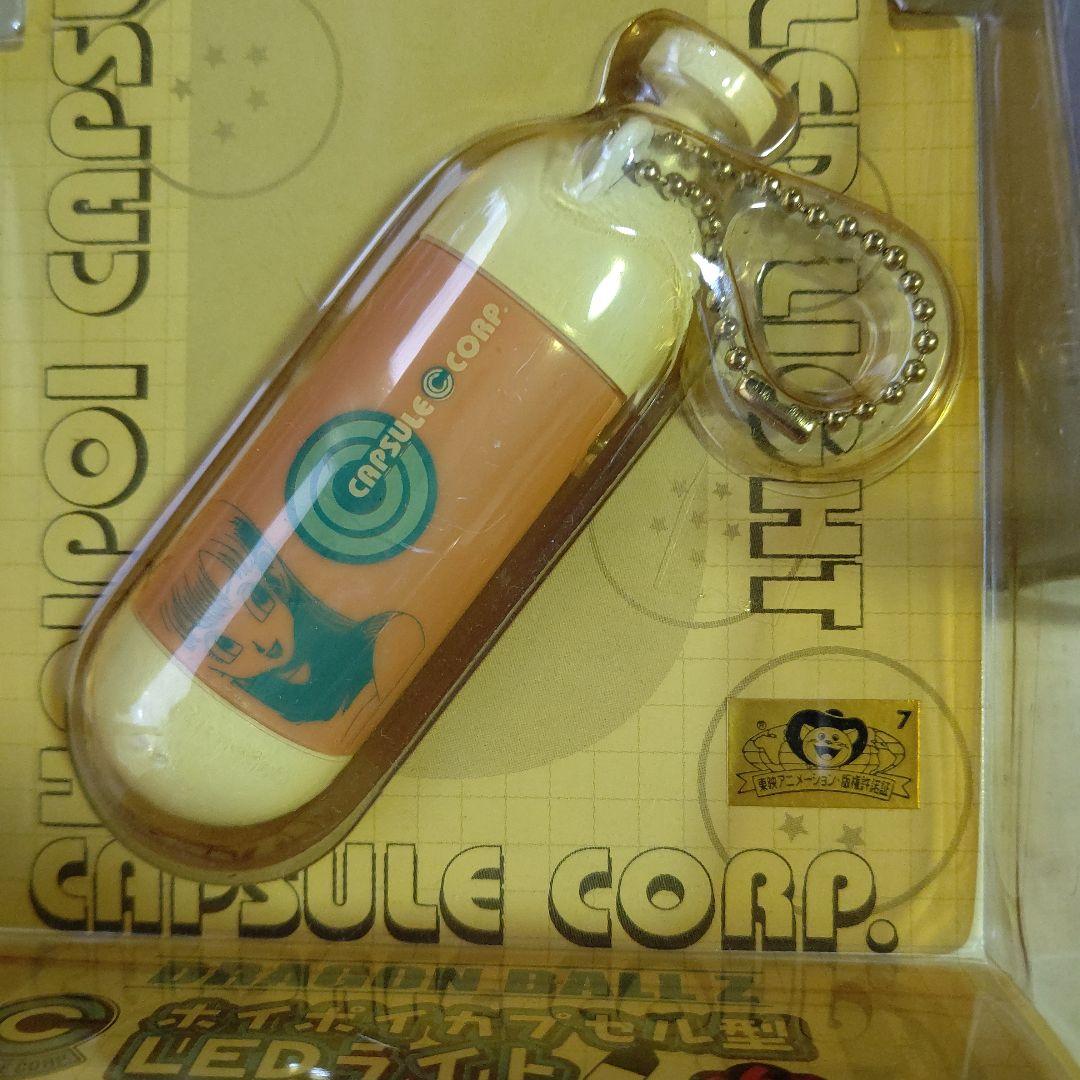 HOIPOI CAPSU
LED LIGHT
CAPSULE C CORP.
CAPSULE
7
®
東映アニメーション・版権許諾証
CAPSULE CORP.
DRAGON BALL Z
ホイポイカプセル型
LEDライト
C